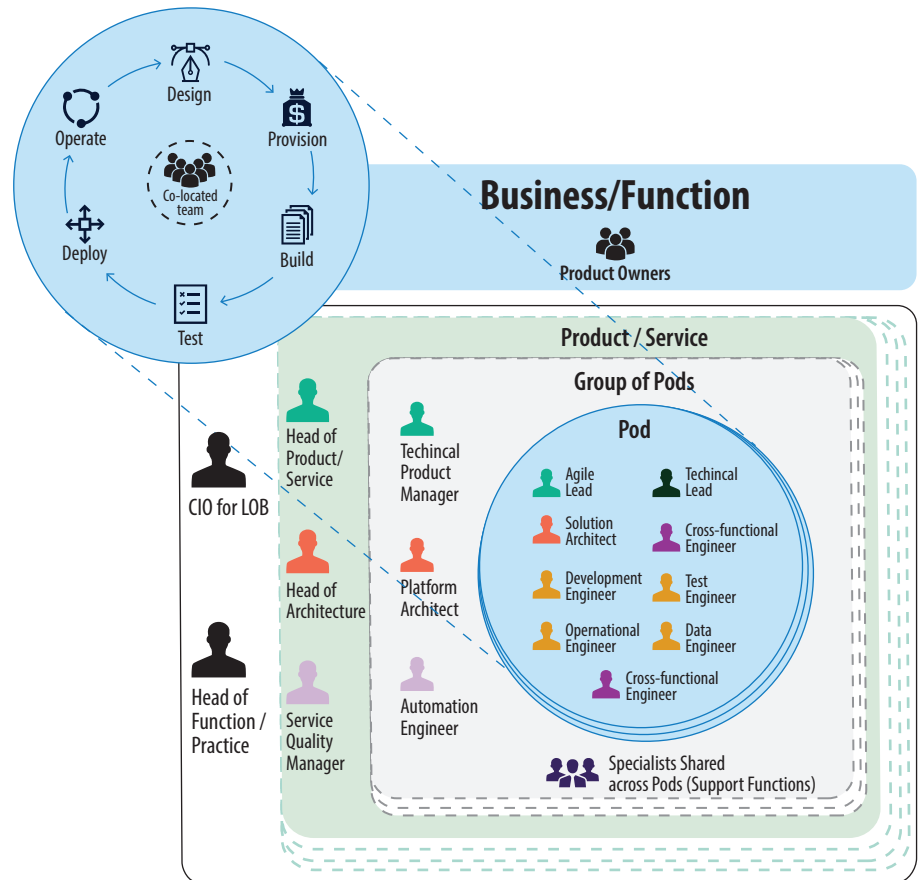 Design
Provision
Build
Test
Deploy
Operate
Co-located
team
$
Business/Function
Product Owners
Product / Service
Group of Pods
Pod
CIO for LOB
Head of
Function /
Practice
Head of
Product/
Service
Head of
Architecture
Service
Quality
Manager
Techincal
Product
Manager
Platform
Architect
Automation
Engineer
Agile
Lead
Techincal
Lead
Solution
Architect
Cross-functional
Engineer
Development
Engineer
Test
Engineer
Opernational
Engineer
Data
Engineer
Cross-functional
Engineer
Specialists Shared
across Pods (Support Functions)